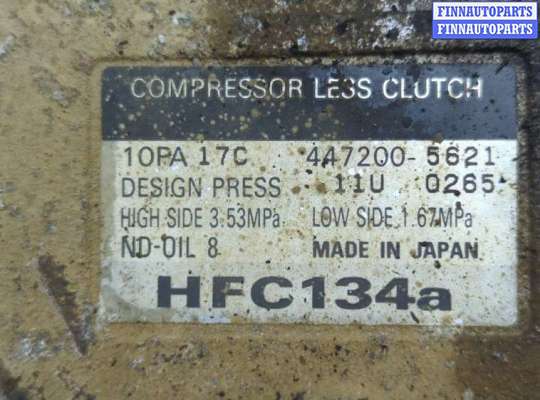 FINNAUTOPARTS
FINNAUTOPARTS
COMPRESSOR LESS CLUTCH
10PA 17C 447200-5621
DESIGN PRESS 11U 0265
HIGH SIDE 3.53MPa LOW SIDE 1.67MPa
ND-OIL 8 MADE IN JAPAN
HFC134a